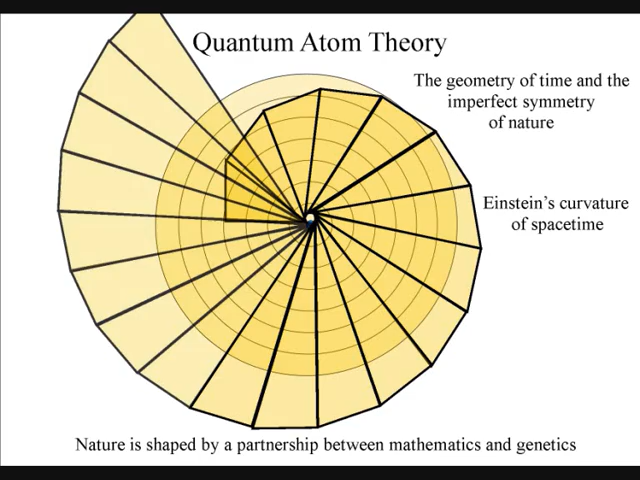 Quantum Atom Theory
The geometry of time and the
imperfect symmetry
of nature
Einstein's curvature
of spacetime
Nature is shaped by a partnership between mathematics and genetics